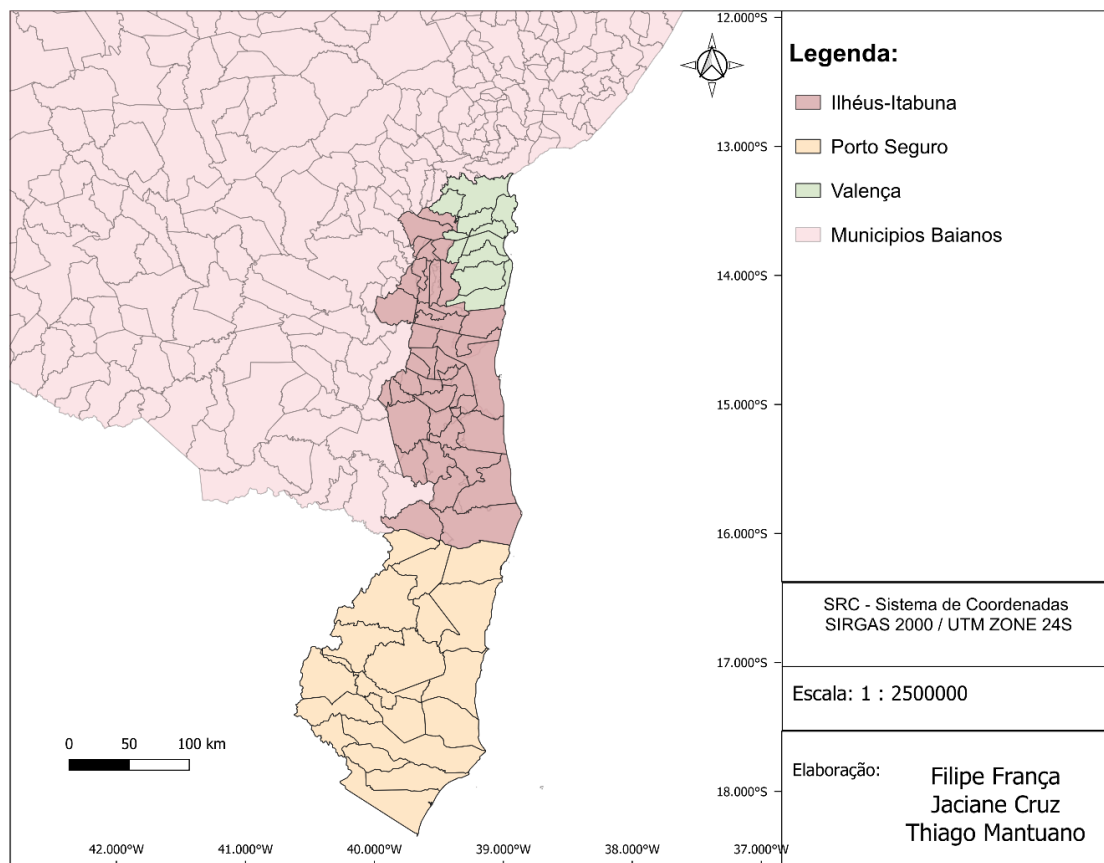 12.000°S
13.000°S
14.000°S
15.000°S
16.000°S
17.000°S
18.000°S
0 50 100 km
42.000°W 41.000°W 40.000°W 39.000°W 38.000°W 37.000°W
Legenda:
Ilhéus-Itabuna
Porto Seguro
Valença
Municipios Baianos
SRC - Sistema de Coordenadas
SIRGAS 2000 / UTM ZONE 24S
Escala: 1 : 2500000
Elaboração:
Filipe França
Jaciane Cruz
Thiago Mantuano